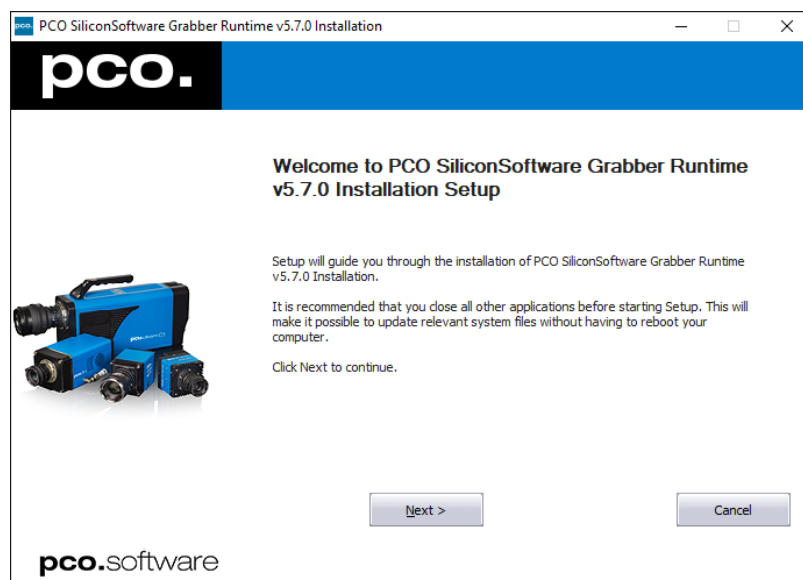 pco. PCO SiliconSoftware Grabber Runtime v5.7.0 Installation
pco.
Welcome to PCO SiliconSoftware Grabber Runtime
v5.7.0 Installation Setup
Setup will guide you through the installation of PCO SiliconSoftware Grabber Runtime
v5.7.0 Installation.
It is recommended that you close all other applications before starting Setup. This will
make it possible to update relevant system files without having to reboot your
computer.
Click Next to continue.
Next >
Cancel
pco.software